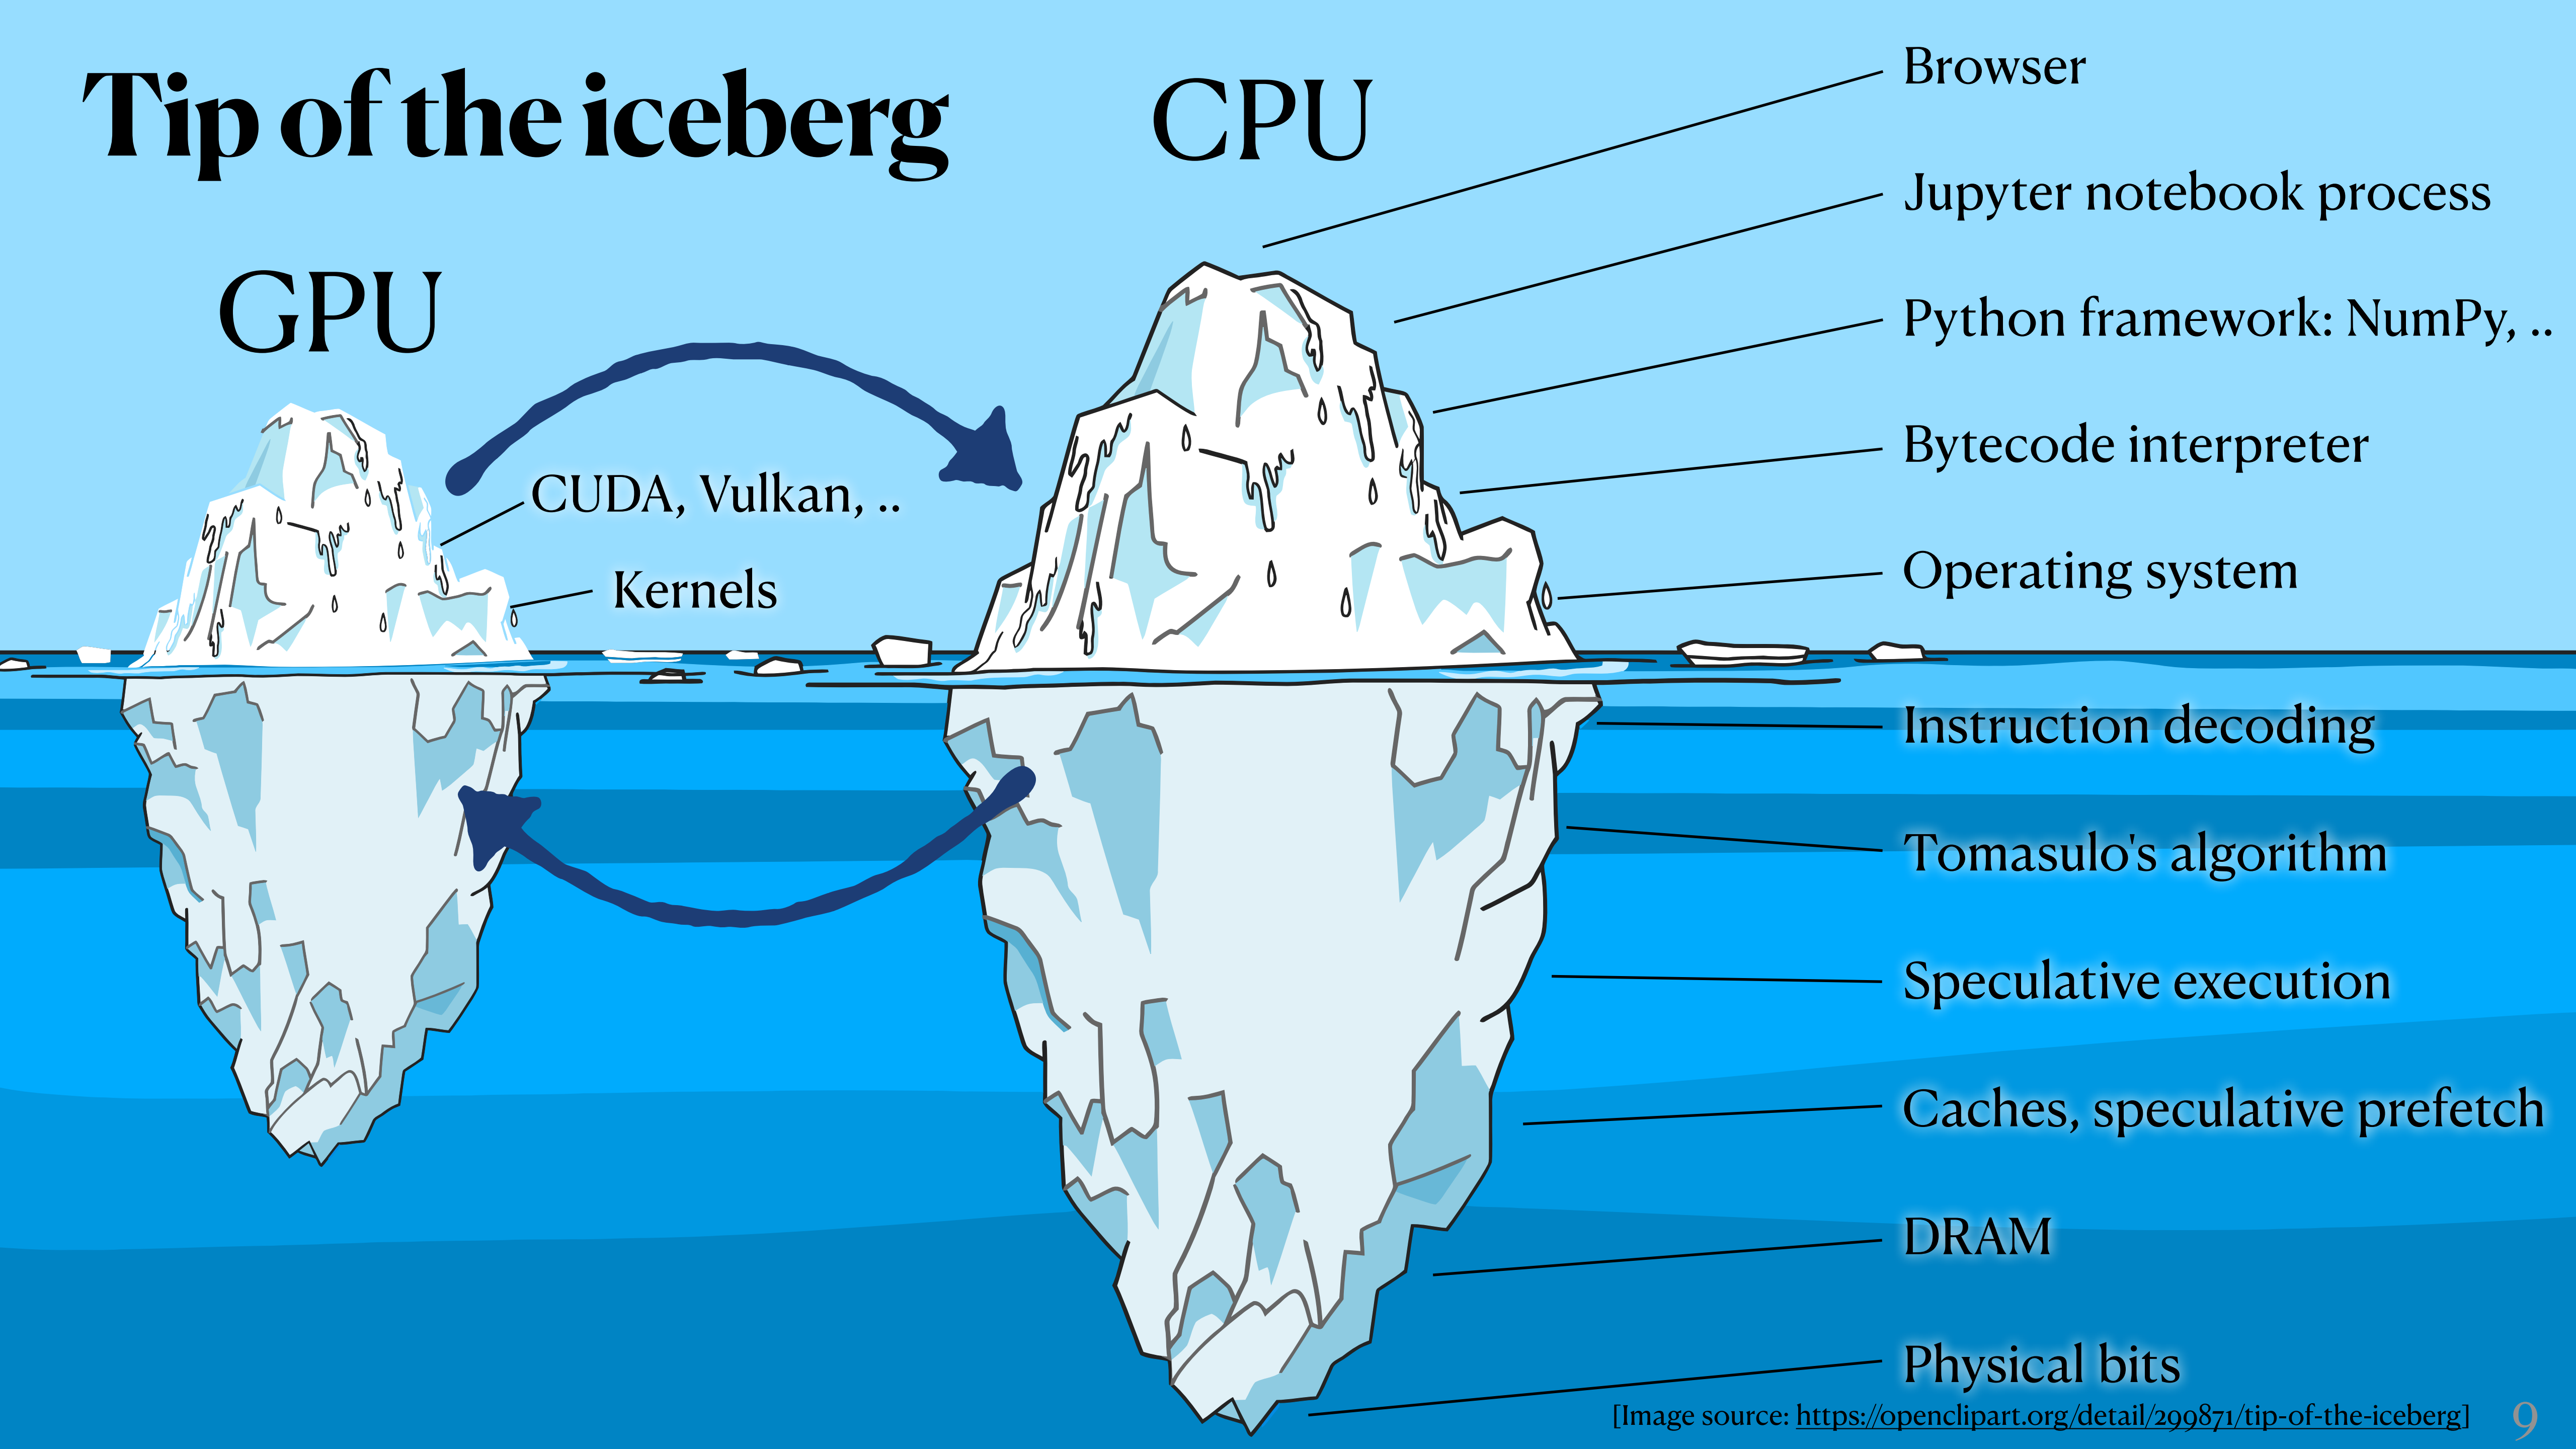 Tip of the iceberg
CPU
GPU
Browser
Jupyter notebook process
Python framework: NumPy, ..
Bytecode interpreter
Operating system
CUDA, Vulkan, ..
Kernels
Instruction decoding
Tomasulo's algorithm
Speculative execution
Caches, speculative prefetch
DRAM
Physical bits
[Image source: https://openclipart.org/detail/299871/tip-of-the-iceberg]
9